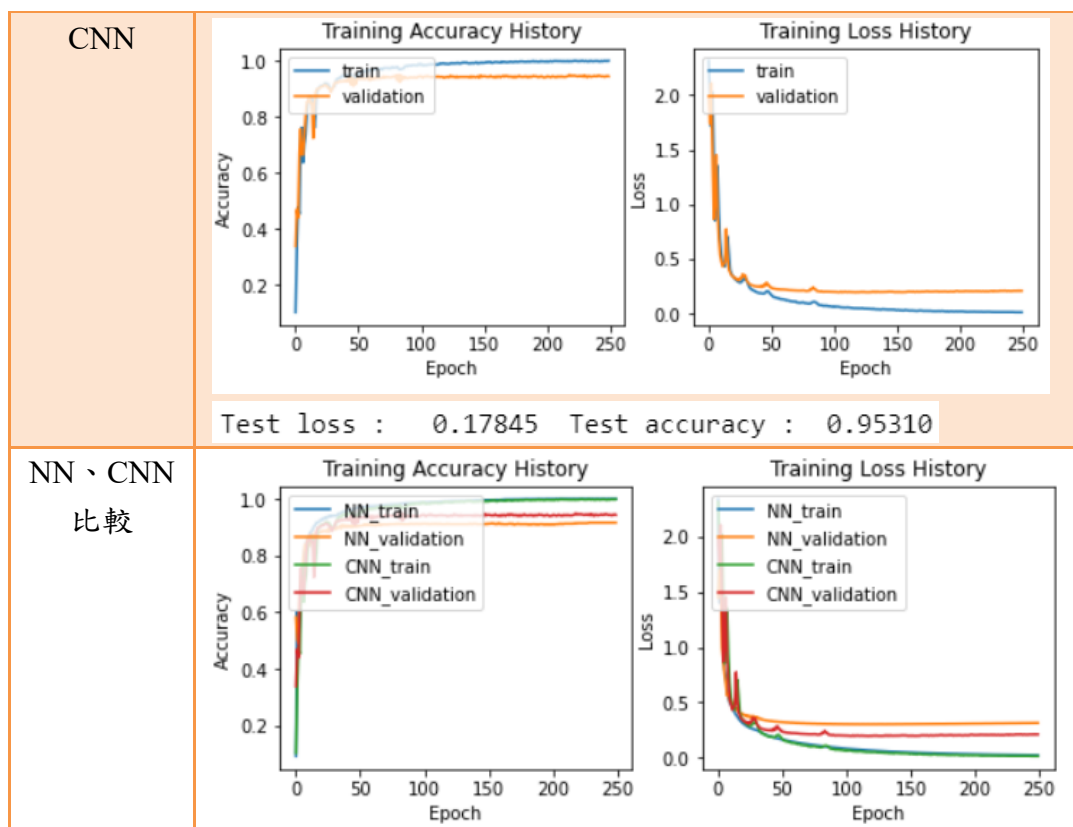 CNN
Training Accuracy History
train
validation
1.0
0.8
0.6
0.4
0.2
Accuracy
0 50 100 150 200 250
Epoch
Training Loss History
train
validation
2.0
1.5
1.0
0.5
0.0
Loss
0 50 100 150 200 250
Epoch
Test loss : 0.17845 Test accuracy : 0.95310
NN、CNN
比較
Training Accuracy History
NN_train
NN_validation
CNN_train
CNN_validation
1.0
0.8
0.6
0.4
0.2
Accuracy
0 50 100 150 200 250
Epoch
Training Loss History
NN_train
NN_validation
CNN_train
CNN_validation
2.0
1.5
1.0
0.5
0.0
Loss
0 50 100 150 200 250
Epoch